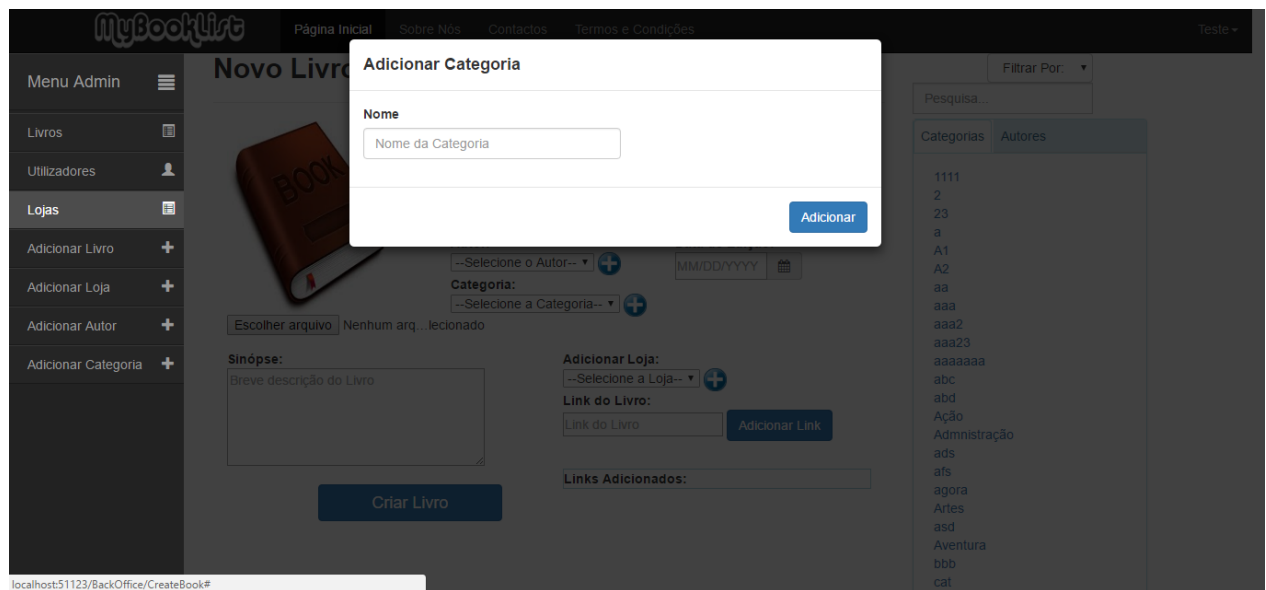 MyBooklist
Página Inicial Sobre Nós Contactos Termos e Condições Teste
Menu Admin
Livros
Utilizadores
Lojas
Adicionar Livro
Adicionar Loja
Adicionar Autor
Adicionar Categoria
Novo Livro
Adicionar Categoria
Nome
Nome da Categoria
Adicionar
BOOK
--Selecione o Autor--
MM/DD/YYYY
Categoria:
--Selecione a Categoria--
Escolher arquivo Nenhum arq...lecionado
Sinópse:
Breve descrição do Livro
Criar Livro
Adicionar Loja:
--Selecione a Loja--
Link do Livro:
Link do Livro
Adicionar Link
Links Adicionados:
Filtrar Por:
Pesquisa...
Categorias Autores
1111
2
23
a
A1
A2
aa
aaa
aaa2
aaa23
aaaaaaa
abc
abd
Ação
Admnistração
ads
afs
agora
Artes
asd
Aventura
bbb
cat
localhost:51123/BackOffice/CreateBook#